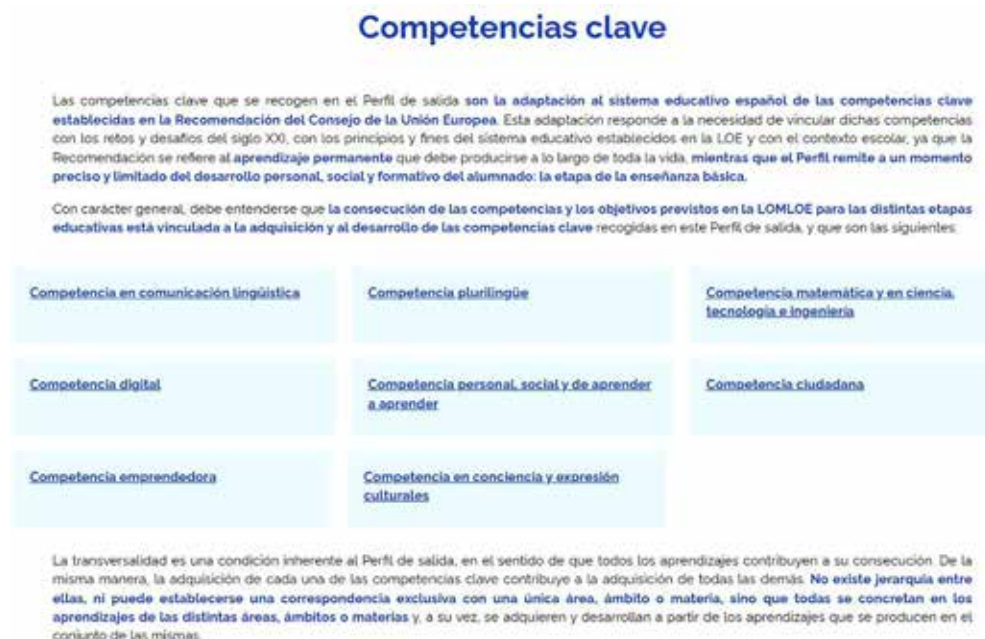 Competencias clave
Las competencias clave que se recogen en el Perfil de salida son la adaptación al sistema educativo español de las competencias clave
establecidas en la Recomendación del Consejo de la Unión Europea. Esta adaptación responde a la necesidad de vincular dichas competencias
con los retos y desafíos del siglo XXI, con los principios y fines del sistema educativo establecidos en la LOE y con el contexto escolar, ya que la
Recomendación se refiere al aprendizaje permanente que debe producirse a lo largo de toda la vida, mientras que el Perfil remite a un momento
preciso y limitado del desarrollo personal, social y formativo del alumnado: la etapa de la enseñanza básica.
Con carácter general, debe entenderse que la consecución de las competencias y los objetivos previstos en la LOMLOE para las distintas etapas
educativas está vinculada a la adquisición y al desarrollo de las competencias clave recogidas en este Perfil de salida, y que son las siguientes:
Competencia en comunicación lingüística
Competencia plurilingüe
Competencia matemática y en ciencia,
tecnología e ingeniería
Competencia digital
Competencia personal, social y de aprender
a aprender
Competencia ciudadana
Competencia emprendedora
Competencia en conciencia y expresión
culturales
La transversalidad es una condición inherente al Perfil de salida, en el sentido de que todos los aprendizajes contribuyen a su consecución. De la
misma manera, la adquisición de cada una de las competencias clave contribuye a la adquisición de todas las demás. No existe jerarquía entre
ellas, ni puede establecerse una correspondencia exclusiva con una única área, ámbito o materia, sino que todas se concretan en los
aprendizajes de las distintas áreas, ámbitos o materias y, a su vez, se adquieren y desarrollan a partir de los aprendizajes que se producen en el
conjunto de las mismas.